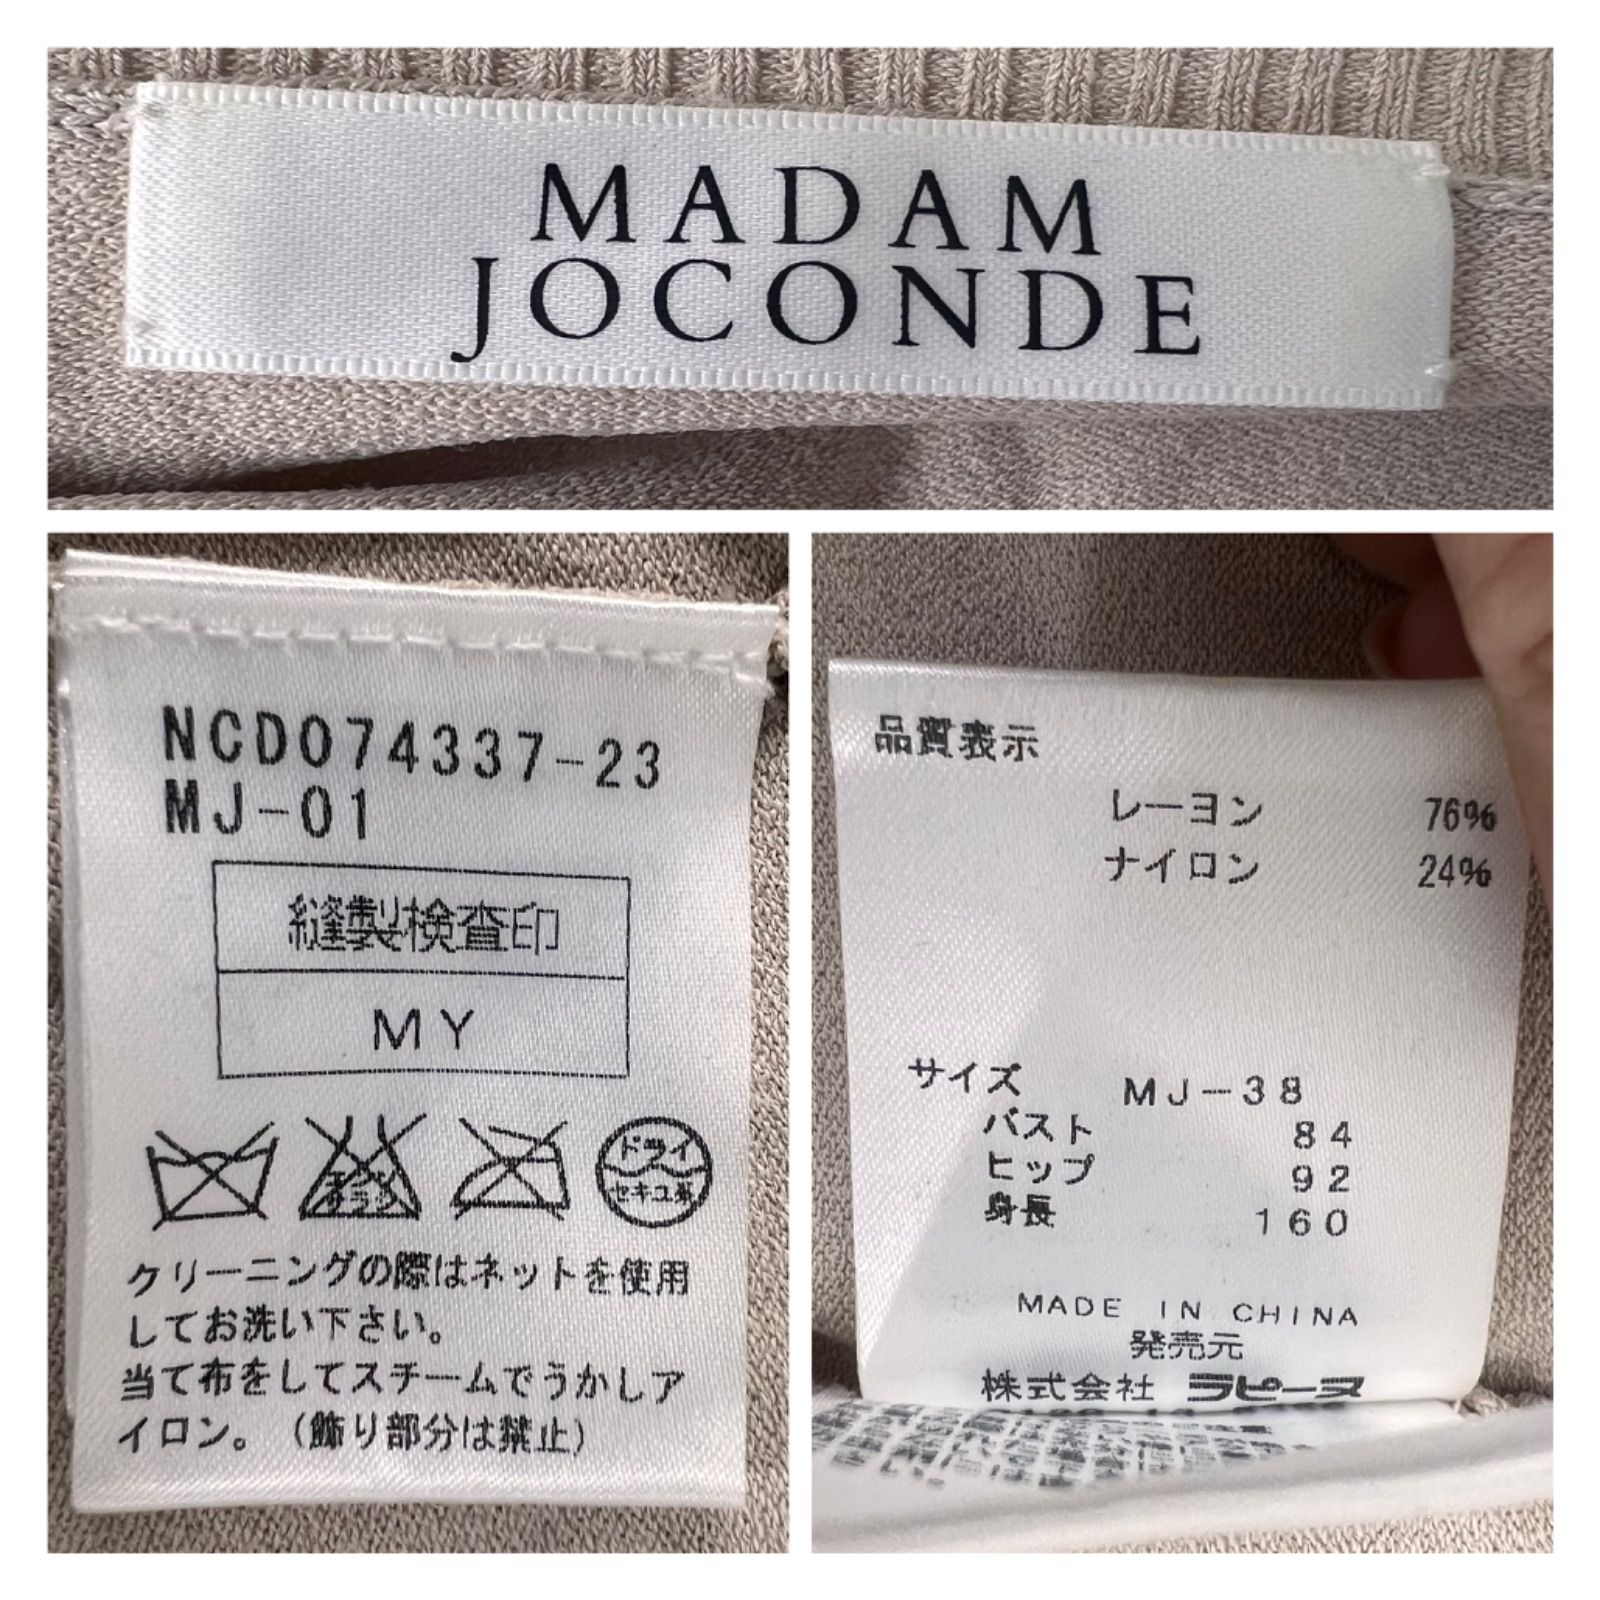 MADAM
JOCONDE
NCD074337-23
MJ-01
縫製検査印
MY
ドライ
セキユ系
クリーニングの際はネットを使用
してお洗い下さい。
当て布をしてスチームでうかしア
イロン。(飾り部分は禁止)
品質表示
レーヨン 76%
ナイロン 24%
サイズ MJ-38
バスト 84
ヒップ 92
身長 160
MADE IN CHINA
発売元
株式会社 ラピーヌ